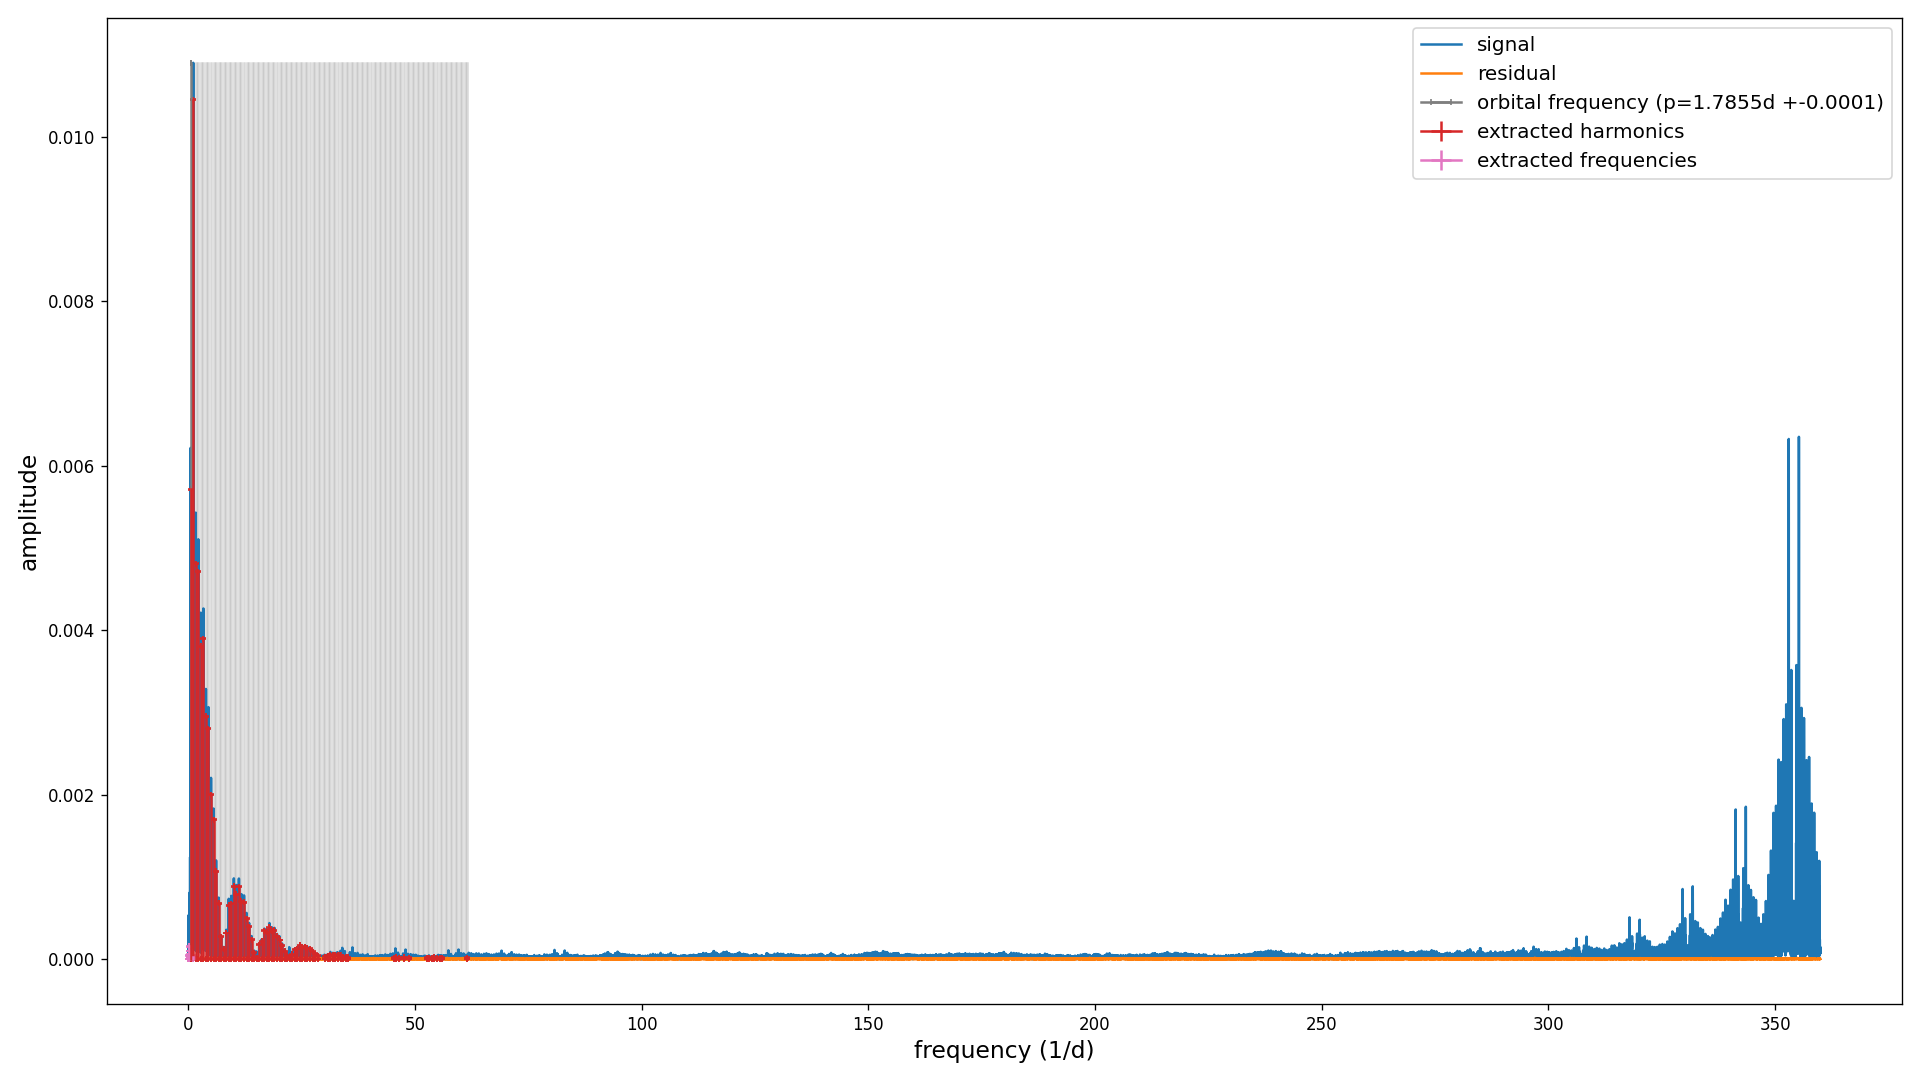 signal
residual
orbital frequency (p=1.7855d +-0.0001)
extracted harmonics
extracted frequencies
amplitude
0.010
0.008
0.006
0.004
0.002
0.000
0 50 100 150 200 250 300 350
frequency (1/d)